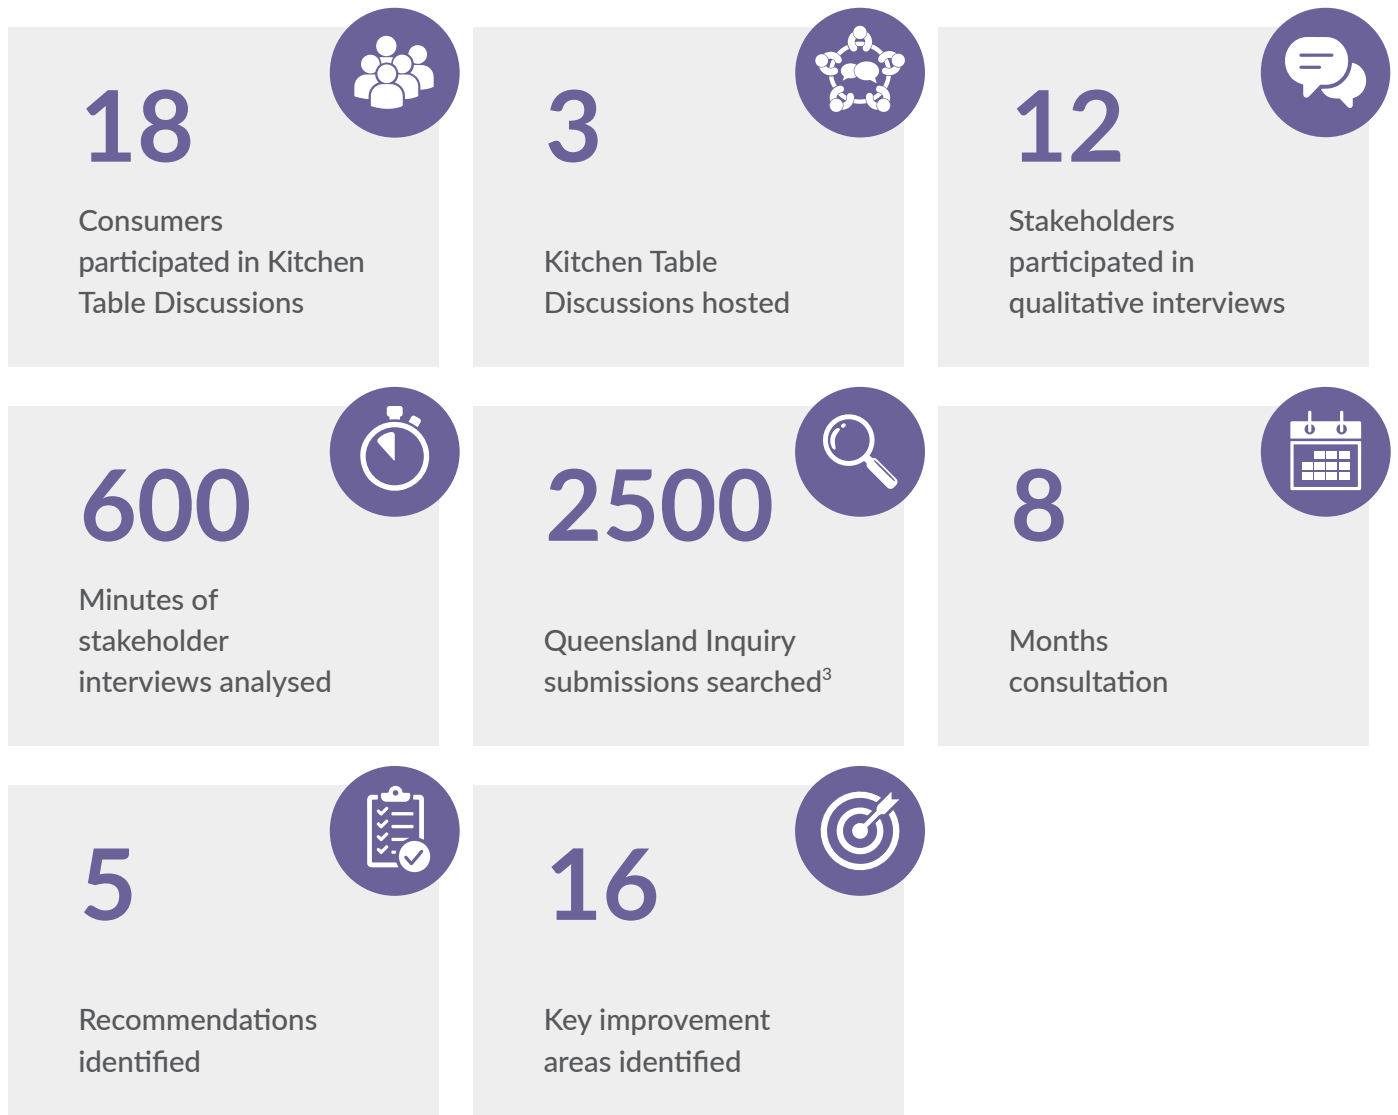 18
Consumers
participated in Kitchen
Table Discussions
3
Kitchen Table
Discussions hosted
12
Stakeholders
participated in
qualitative interviews
600
Minutes of
stakeholder
interviews analysed
2500
Queensland Inquiry
submissions searched³
8
Months
consultation
5
Recommendations
identified
16
Key improvement
areas identified